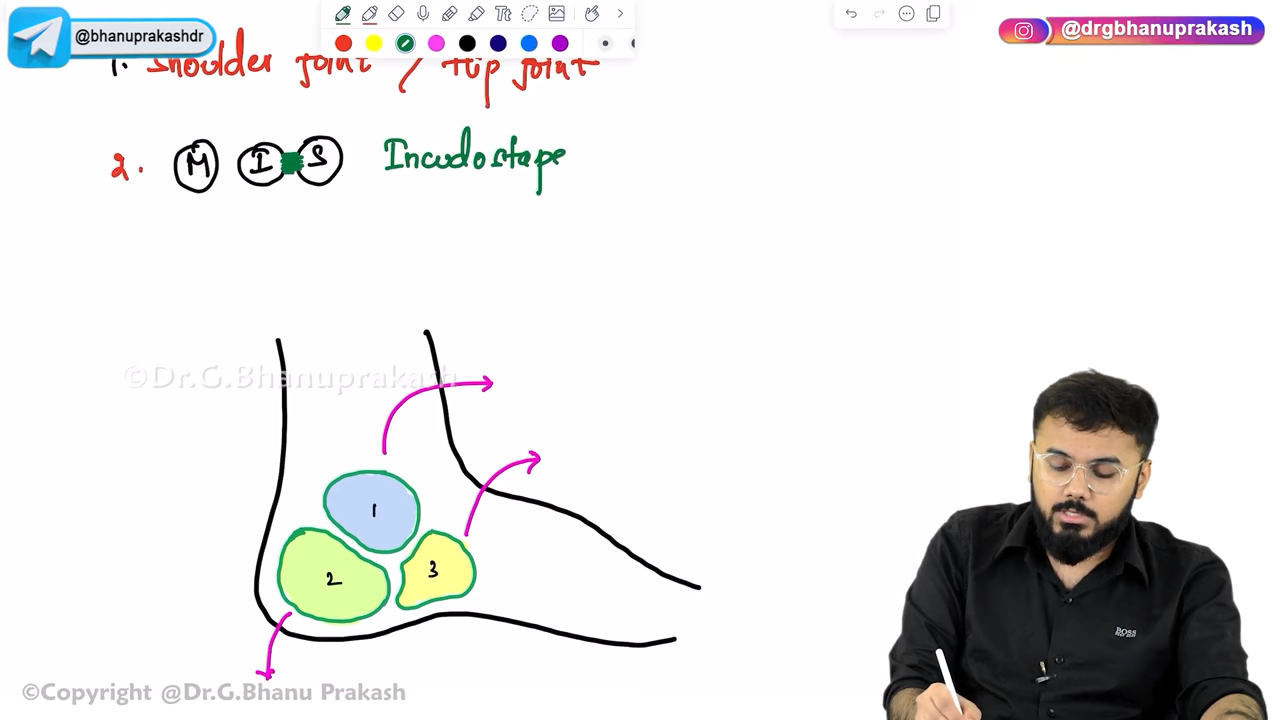 @bhanuprakashdr
Tt
@drgbhanuprakash
1. Shoulder joint / Hip joint
2. M I S Incudostape
©Dr.G.Bhanuprakash
1
2
3
BOSS
©Copyright @Dr.G.Bhanu Prakash